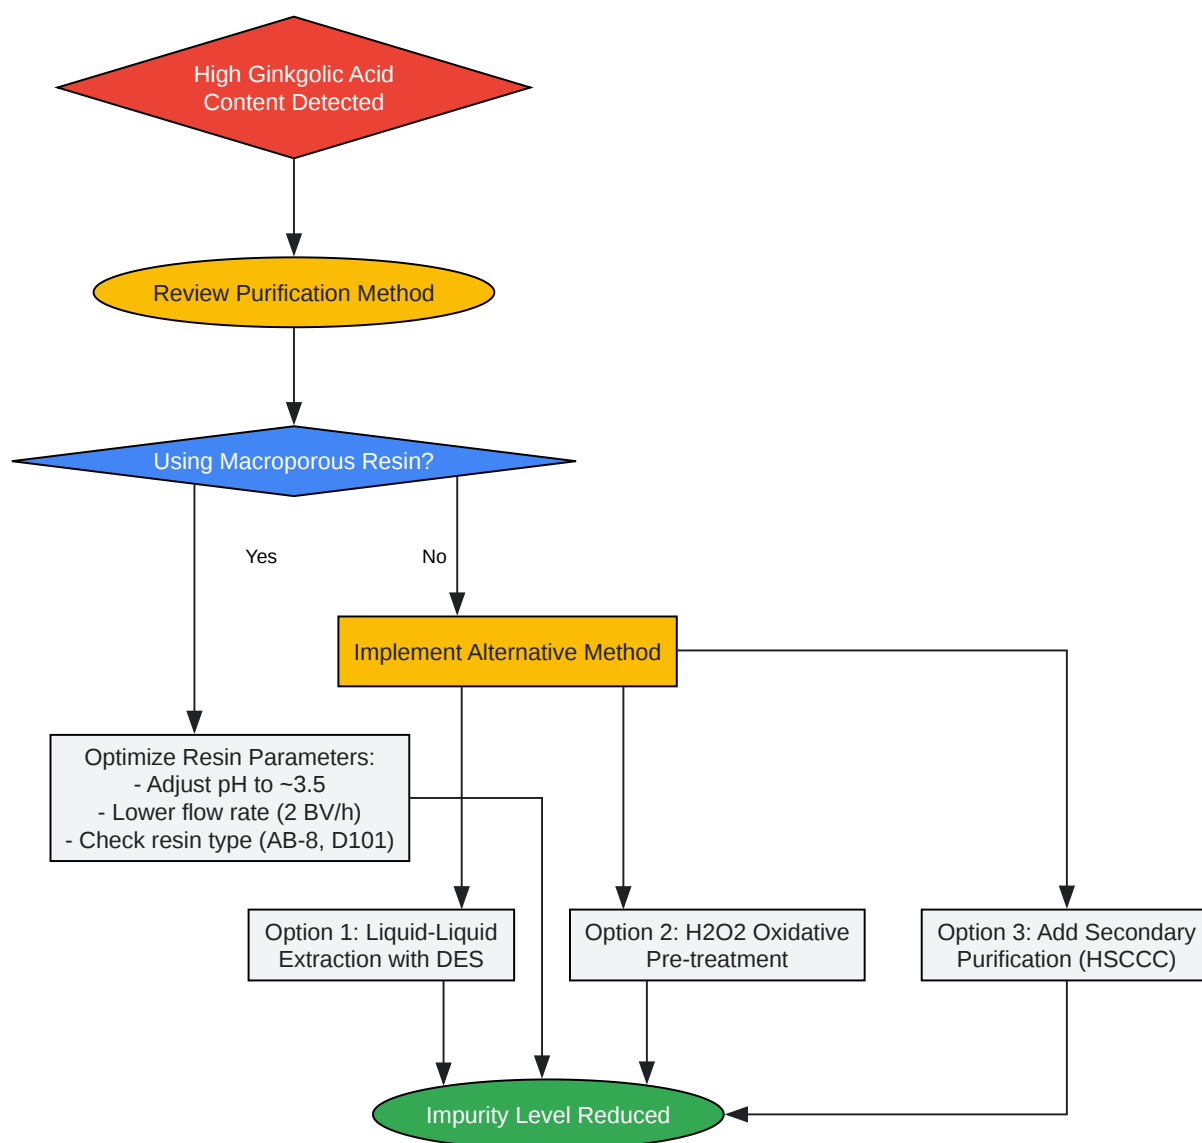 High Ginkgolic Acid
Content Detected
Review Purification Method
Using Macroporous Resin?
Yes
No
Implement Alternative Method
Optimize Resin Parameters:
- Adjust pH to ~3.5
- Lower flow rate (2 BV/h)
- Check resin type (AB-8, D101)
Option 1: Liquid-Liquid
Extraction with DES
Option 2: H2O2 Oxidative
Pre-treatment
Option 3: Add Secondary
Purification (HSCCC)
Impurity Level Reduced